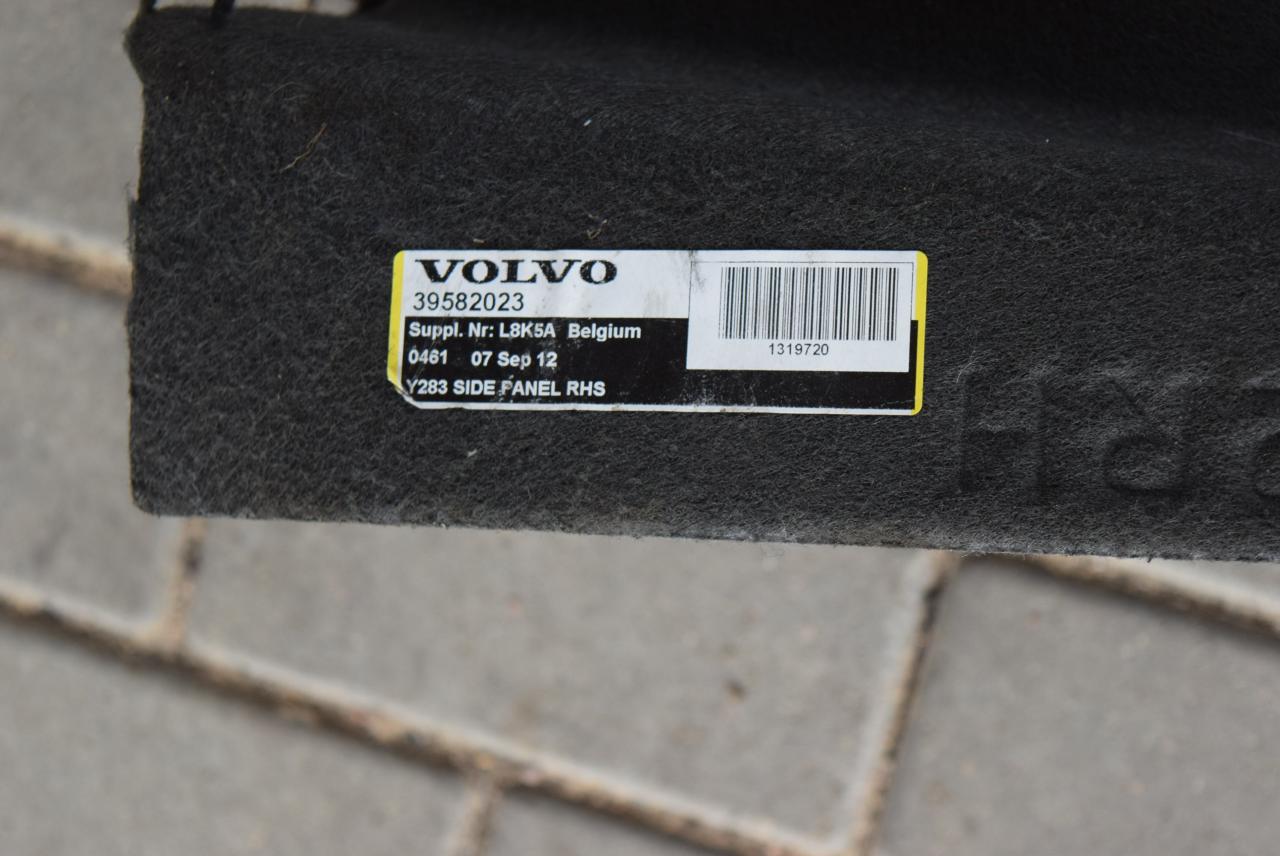 VOLVO
39582023
Suppl. Nr: L8K5A Belgium
0461 07 Sep 12
Y283 SIDE PANEL RHS
1319720